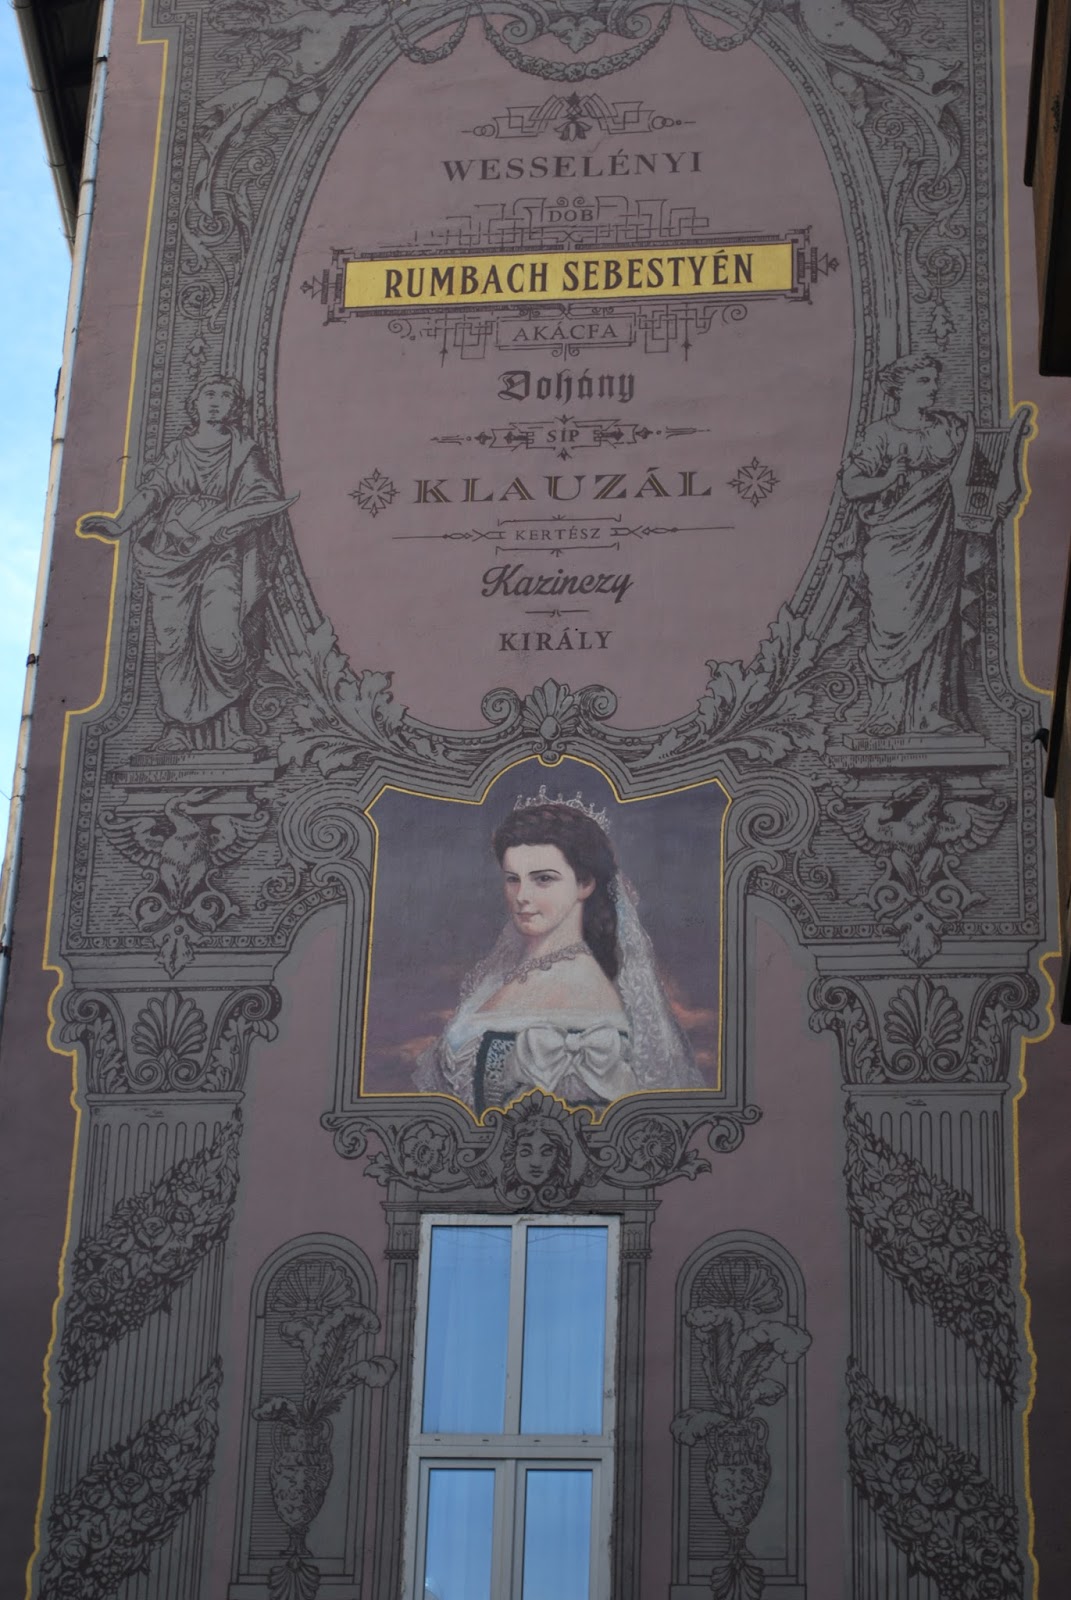 WESSELÉNYI
DOB
RUMBACH SEBESTYÉN
AKÁCFA
Dohány
SÍP
KLAUZÁL
KERTÉSZ
Kazinczy
KIRÁLY